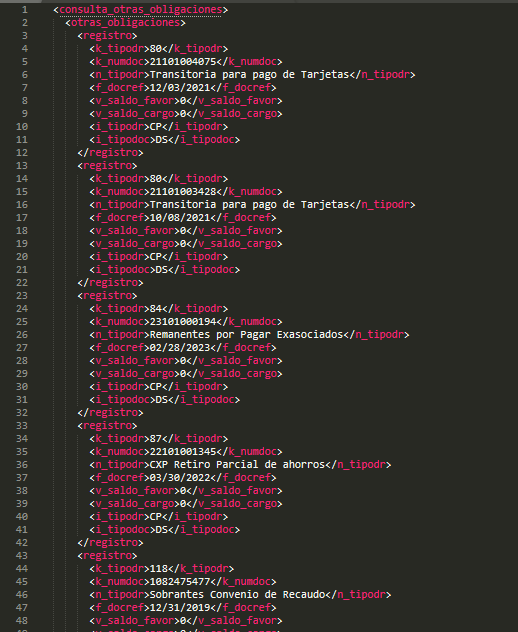 1 <consulta_otras_obligaciones>
2 <otras_obligaciones>
3 <registro>
4 <k_tipodr>80</k_tipodr>
5 <k_numdoc>21101004075</k_numdoc>
6 <n_tipodr>Transitoria para pago de Tarjetas</n_tipodr>
7 <f_docref>12/03/2021</f_docref>
8 <v_saldo_favor>0</v_saldo_favor>
9 <v_saldo_cargo>0</v_saldo_cargo>
10 <i_tipodr>CP</i_tipodr>
11 <i_tipodoc>DS</i_tipodoc>
12 </registro>
13 <registro>
14 <k_tipodr>80</k_tipodr>
15 <k_numdoc>21101003428</k_numdoc>
16 <n_tipodr>Transitoria para pago de Tarjetas</n_tipodr>
17 <f_docref>10/08/2021</f_docref>
18 <v_saldo_favor>0</v_saldo_favor>
19 <v_saldo_cargo>0</v_saldo_cargo>
20 <i_tipodr>CP</i_tipodr>
21 <i_tipodoc>DS</i_tipodoc>
22 </registro>
23 <registro>
24 <k_tipodr>84</k_tipodr>
25 <k_numdoc>23101000194</k_numdoc>
26 <n_tipodr>Remanentes por Pagar Exasociados</n_tipodr>
27 <f_docref>02/28/2023</f_docref>
28 <v_saldo_favor>0</v_saldo_favor>
29 <v_saldo_cargo>0</v_saldo_cargo>
30 <i_tipodr>CP</i_tipodr>
31 <i_tipodoc>DS</i_tipodoc>
32 </registro>
33 <registro>
34 <k_tipodr>87</k_tipodr>
35 <k_numdoc>22101001345</k_numdoc>
36 <n_tipodr>CXP Retiro Parcial de ahorros</n_tipodr>
37 <f_docref>03/30/2022</f_docref>
38 <v_saldo_favor>0</v_saldo_favor>
39 <v_saldo_cargo>0</v_saldo_cargo>
40 <i_tipodr>CP</i_tipodr>
41 <i_tipodoc>DS</i_tipodoc>
42 </registro>
43 <registro>
44 <k_tipodr>118</k_tipodr>
45 <k_numdoc>1082475477</k_numdoc>
46 <n_tipodr>Sobrantes Convenio de Recaudo</n_tipodr>
47 <f_docref>12/31/2019</f_docref>
48 <v_saldo_favor>0</v_saldo_favor>